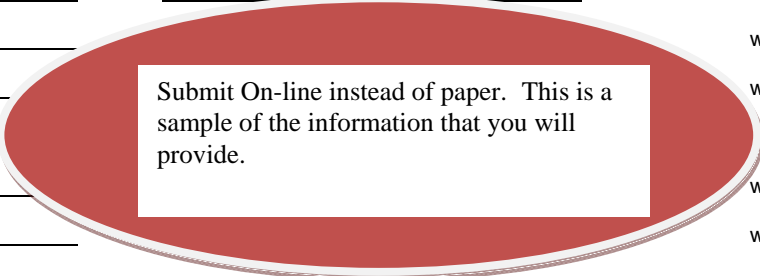 w
Submit On-line instead of paper.  This is a
w
sample of the information that you will
provide.
w
w